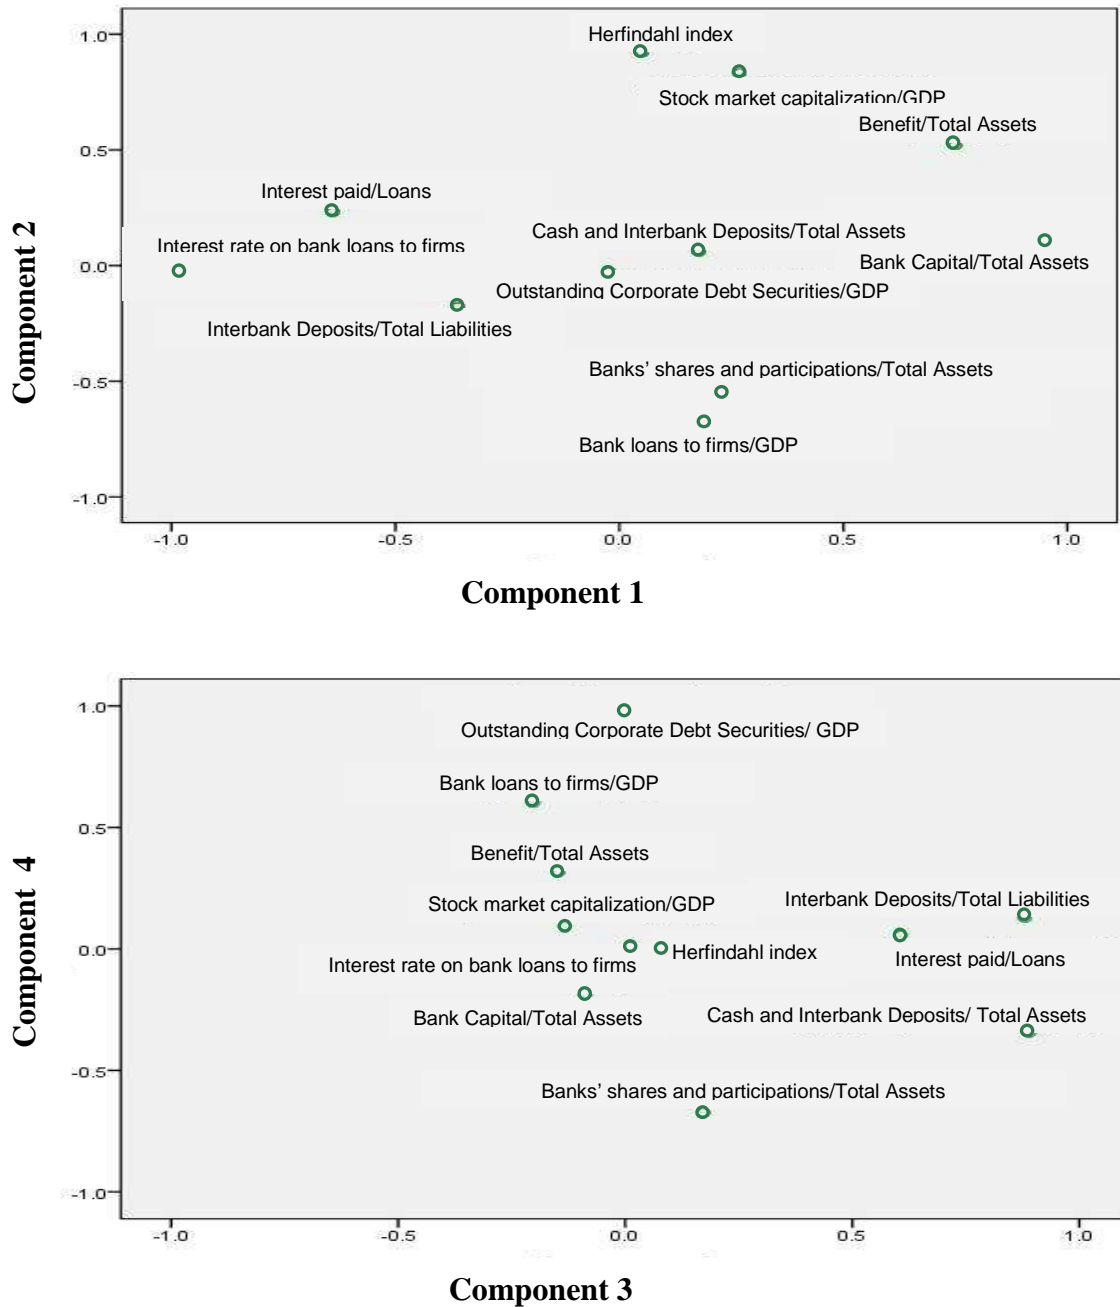 1.0
Herfindahl index
Stock market capitalization/GDP
Benefit/Total Assets
0.5
Interest paid/Loans
Cash and Interbank Deposits/Total Assets
Interest rate on bank loans to firms
Bank Capital/Total Assets
0.0
Outstanding Corporate Debt Securities/GDP
Interbank Deposits/Total Liabilities
Banks' shares and participations/Total Assets
-0.5
Bank loans to firms/GDP
-1.0
Component 2
-1.0 -0.5 0.0 0.5 1.0
Component 1
1.0
Outstanding Corporate Debt Securities/ GDP
Bank loans to firms/GDP
0.5
Benefit/Total Assets
Interbank Deposits/Total Liabilities
Stock market capitalization/GDP
0.0
Herfindahl index
Interest paid/Loans
Interest rate on bank loans to firms
Bank Capital/Total Assets
Cash and Interbank Deposits/ Total Assets
-0.5
Banks' shares and participations/Total Assets
-1.0
Component 4
-1.0 -0.5 0.0 0.5 1.0
Component 3